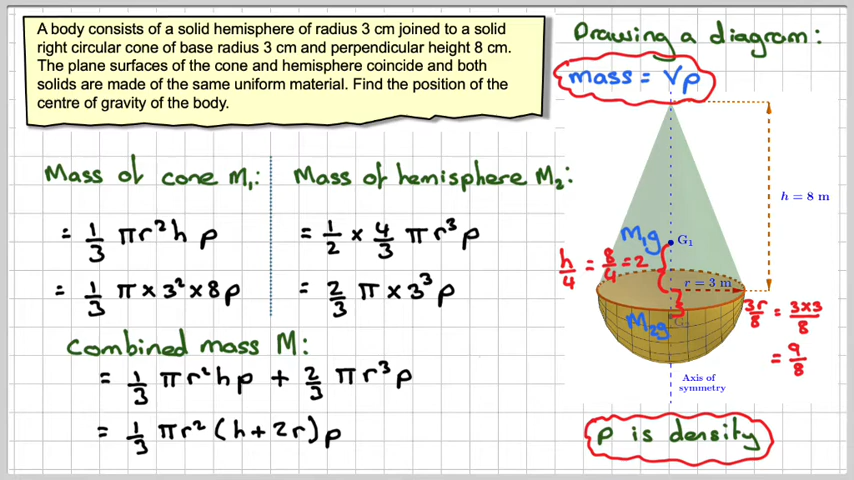 A body consists of a solid hemisphere of radius 3 cm joined to a solid
right circular cone of base radius 3 cm and perpendicular height 8 cm.
The plane surfaces of the cone and hemisphere coincide and both
solids are made of the same uniform material. Find the position of the
centre of gravity of the body.
Drawing a diagram:
mass = Vρ
Mass of cone M₁:
= 1/3 πr²h ρ
= 1/3 π × 3² × 8ρ
Mass of hemisphere M₂:
= 1/2 × 4/3 πr³ρ
= 2/3 π × 3³ρ
Combined mass M:
= 1/3 πr²hρ + 2/3 πr³ρ
= 1/3 πr² (h + 2r)ρ
h = 8 m
M₁g
G₁
h/4 = 8/4 = 2
r = 3 m
M₂g
G₂
3r/8 = 3×3/8
= 9/8
Axis of
symmetry
ρ is density